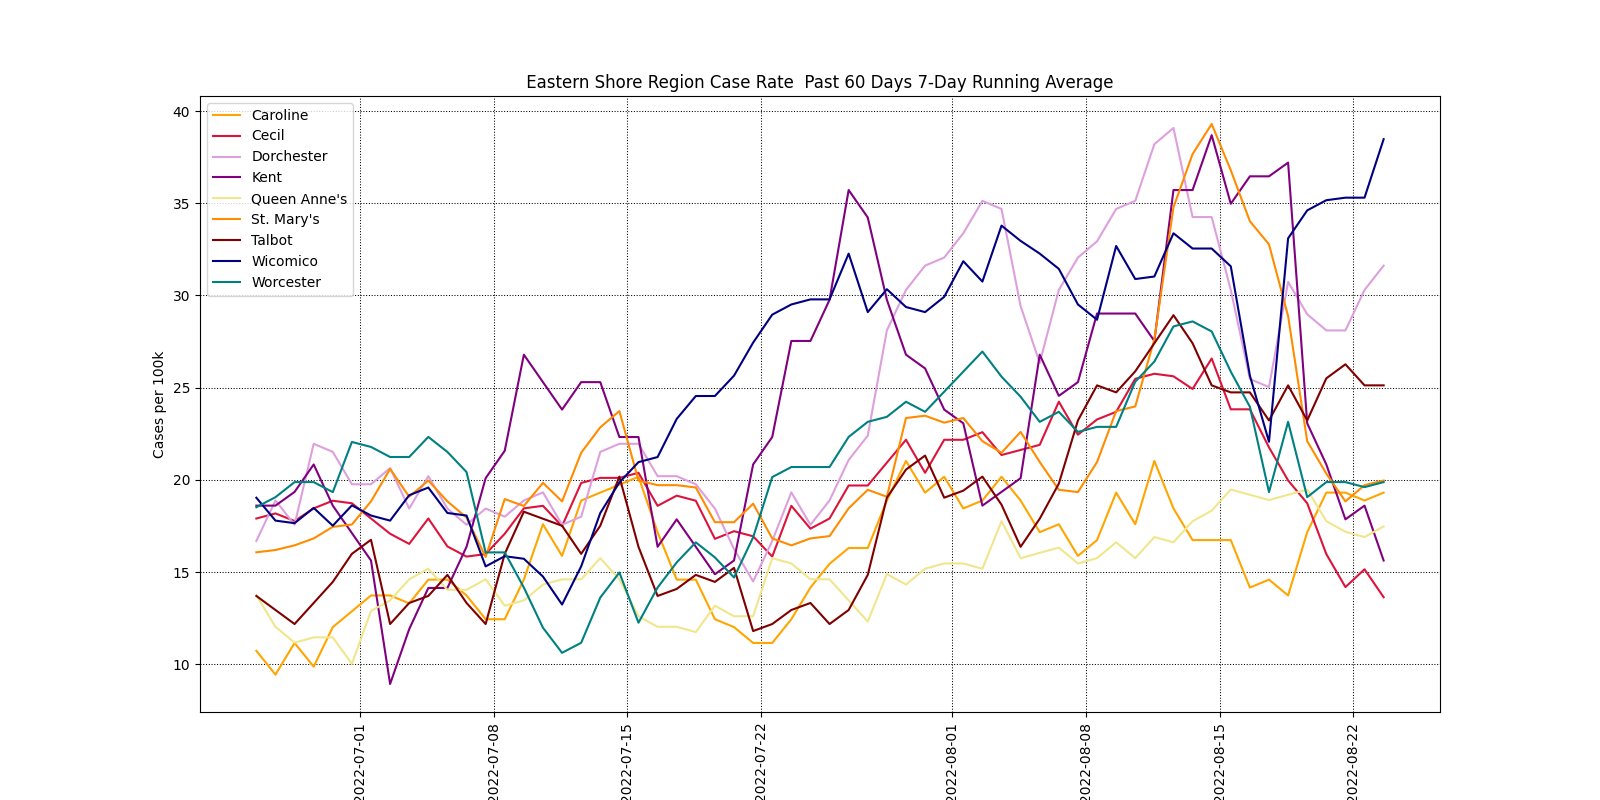 Eastern Shore Region Case Rate  Past 60 Days 7-Day Running Average
Caroline
Cecil
Dorchester
Kent
Queen Anne's
St. Mary's
Talbot
Wicomico
Worcester
Cases per 100k
40
35
30
25
20
15
10
2022-07-01
2022-07-08
2022-07-15
2022-07-22
2022-08-01
2022-08-08
2022-08-15
2022-08-22